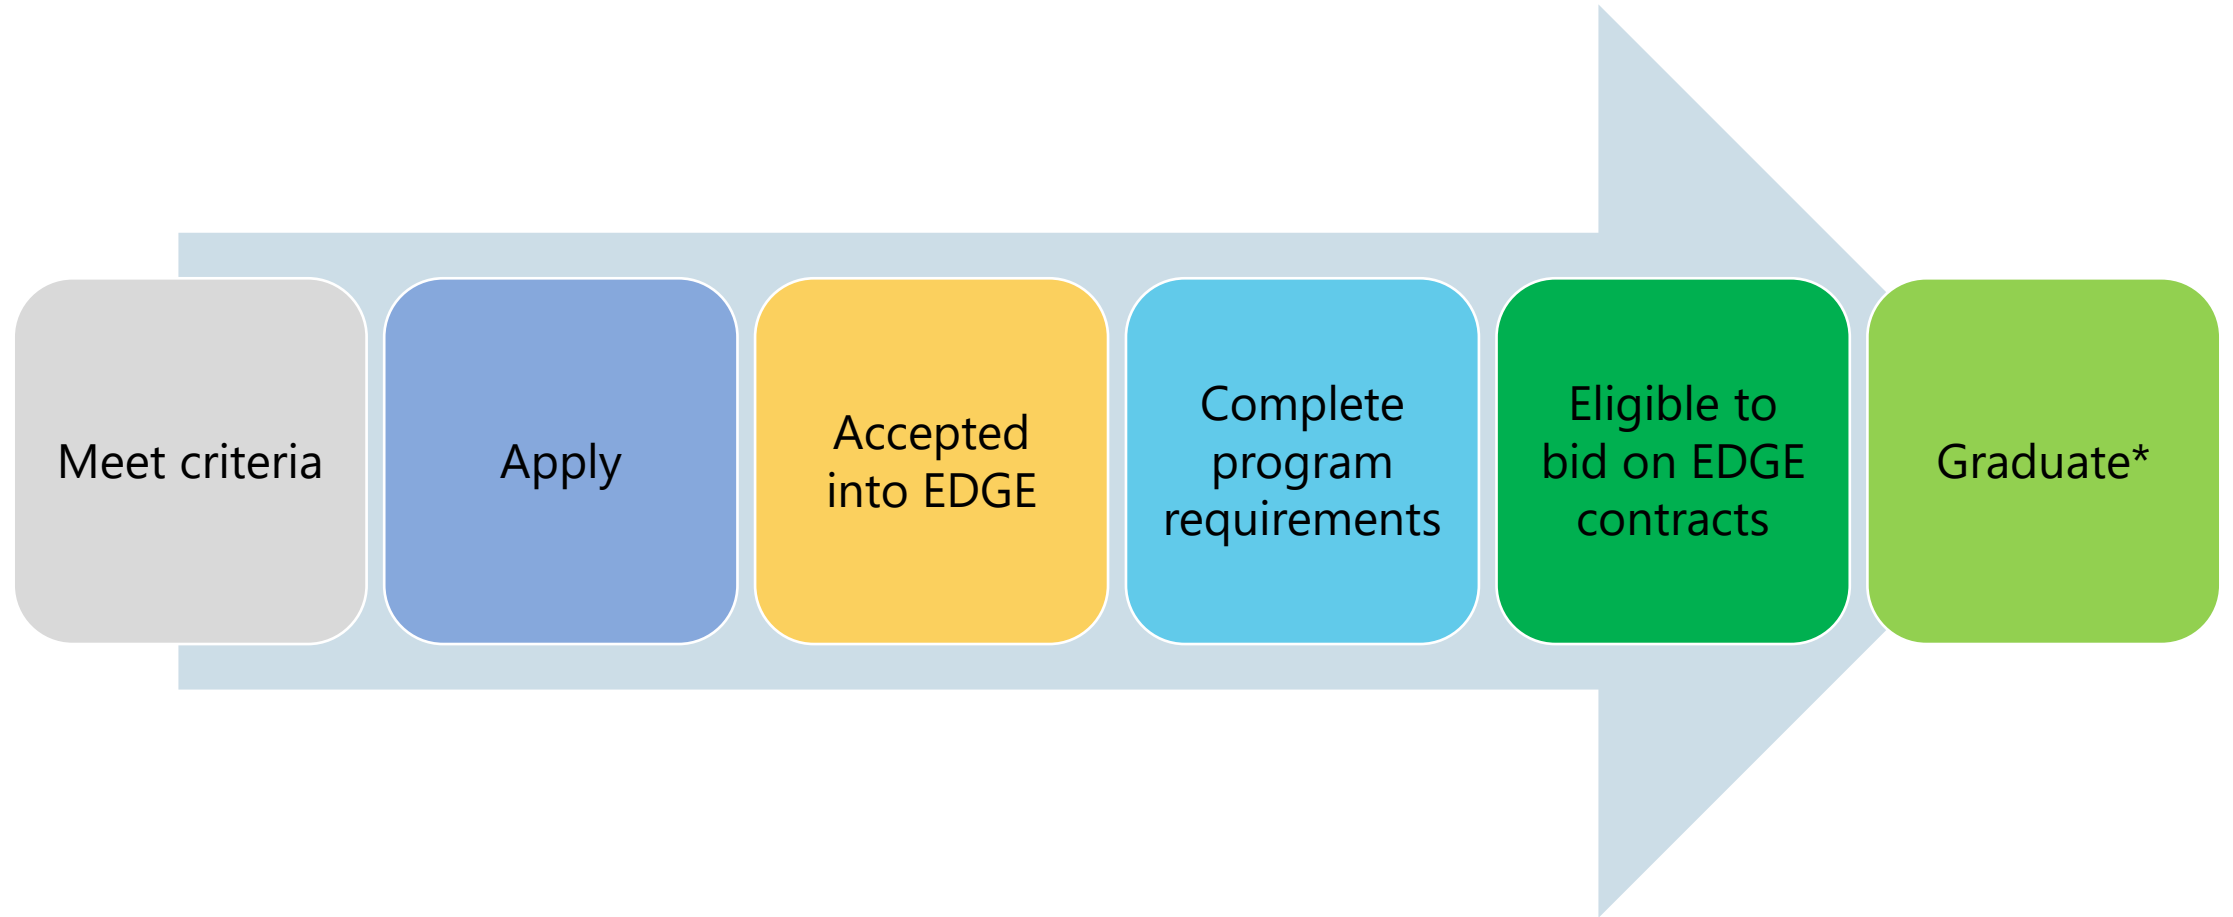 Meet criteria
Apply
Accepted
into EDGE
Complete
program
requirements
Eligible to
bid on EDGE
contracts
Graduate*